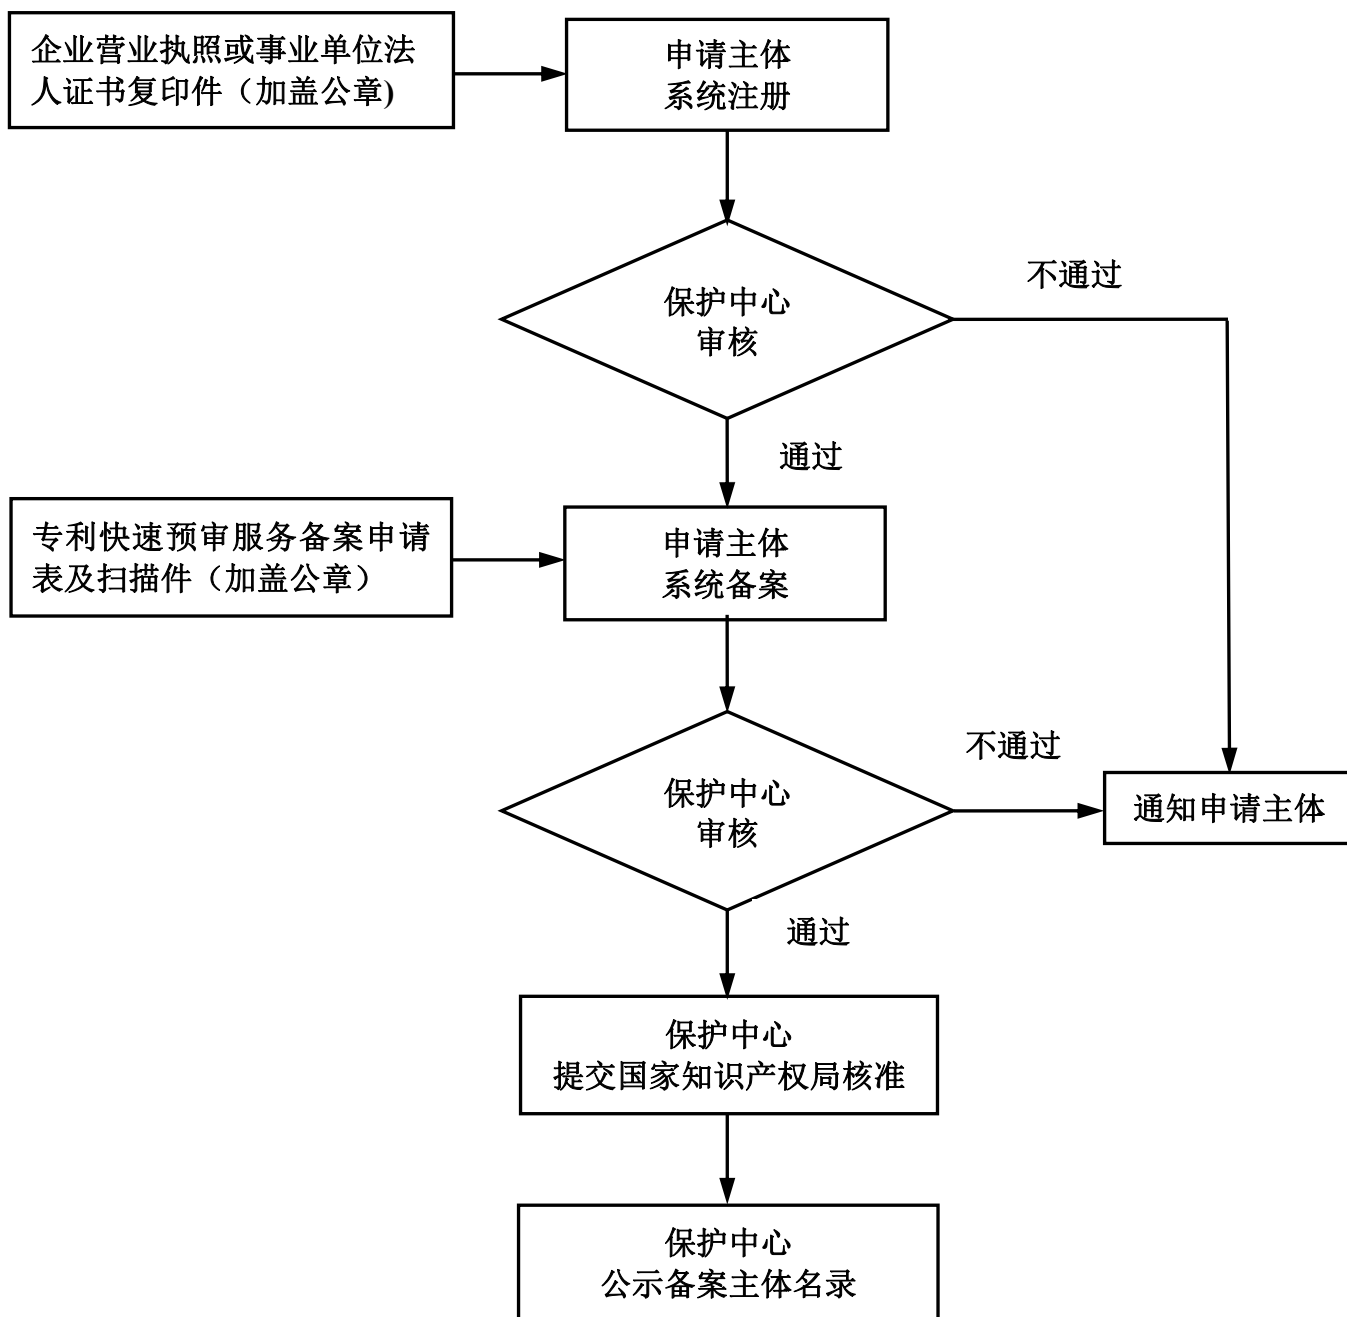 企业营业执照或事业单位法
人证书复印件（加盖公章)
申请主体
系统注册
保护中心
审核
不通过
通过
专利快速预审服务备案申请
表及扫描件（加盖公章）
申请主体
系统备案
保护中心
审核
不通过
通知申请主体
通过
保护中心
提交国家知识产权局核准
保护中心
公示备案主体名录